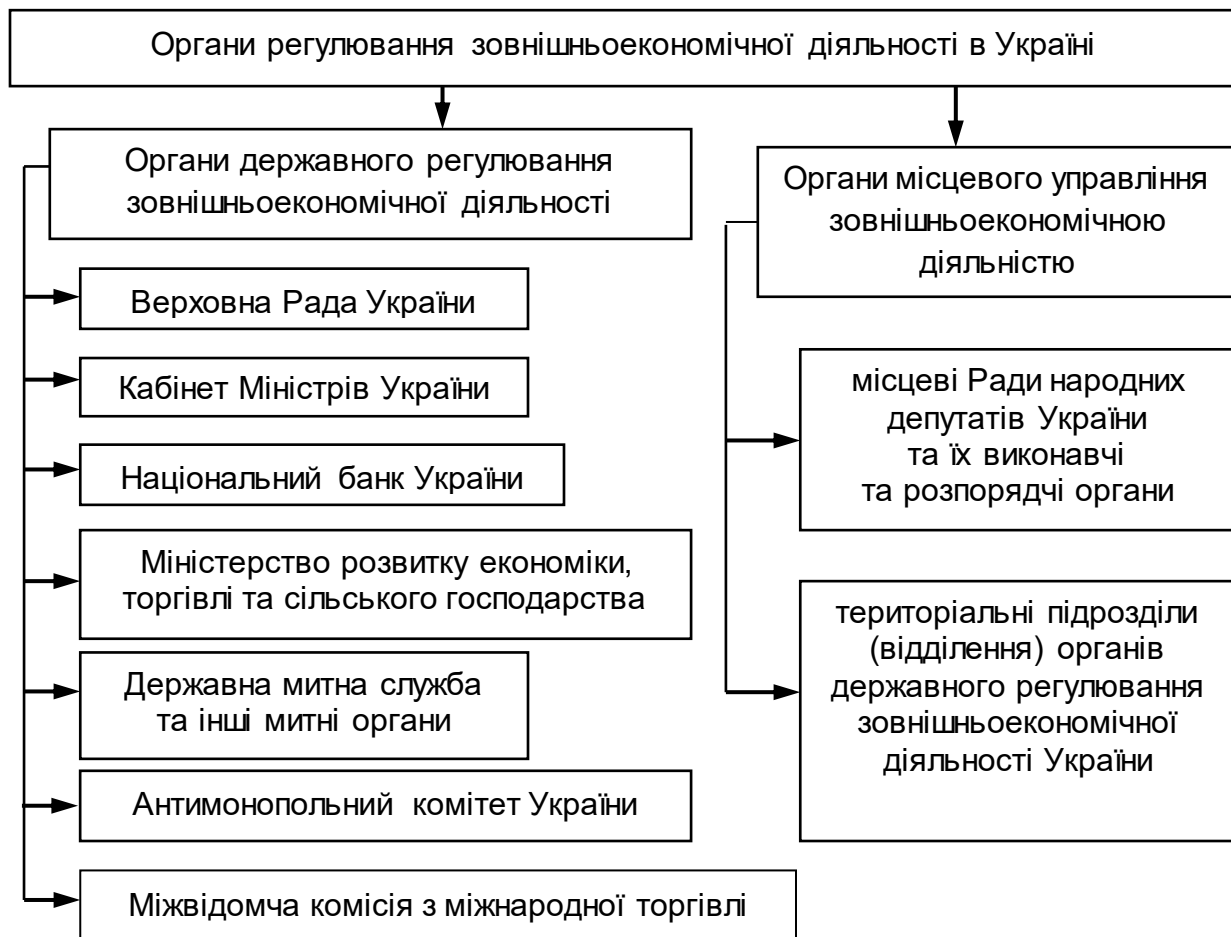 Органи регулювання зовнішньоекономічної діяльності в Україні
Органи державного регулювання
зовнішньоекономічної діяльності
Верховна Рада України
Кабінет Міністрів України
Національний банк України
Міністерство розвитку економіки,
торгівлі та сільського господарства
Державна митна служба
та інші митні органи
Антимонопольний комітет України
Міжвідомча комісія з міжнародної торгівлі
Органи місцевого управління
зовнішньоекономічною
діяльністю
місцеві Ради народних
депутатів України
та їх виконавчі
та розпорядчі органи
територіальні підрозділи
(відділення) органів
державного регулювання
зовнішньоекономічної
діяльності України